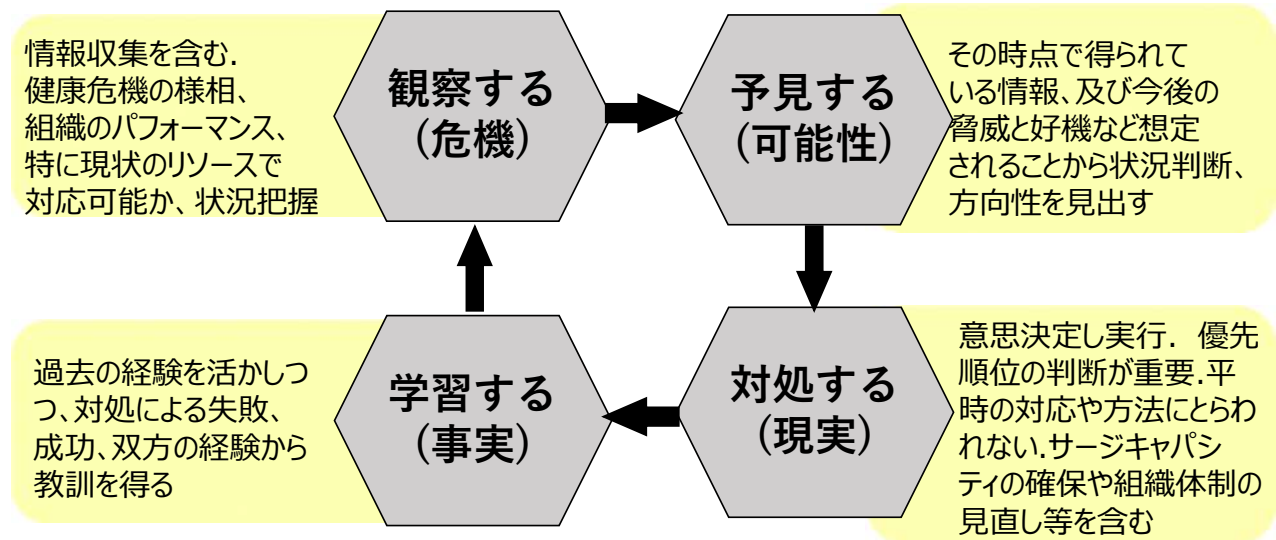 情報収集を含む.
健康危機の様相、
組織のパフォーマンス、
特に現状のリソースで
対応可能か、状況把握
観察する
(危機)
予見する
(可能性)
その時点で得られて
いる情報、及び今後の
脅威と好機など想定
されることから状況判断、
方向性を見出す
過去の経験を活かしつ
つ、対処による失敗、
成功、双方の経験から
教訓を得る
学習する
(事実)
対処する
(現実)
意思決定し実行. 優先
順位の判断が重要.平
時の対応や方法にとらわ
れない.サージキャパシ
ティの確保や組織体制の
見直し等を含む